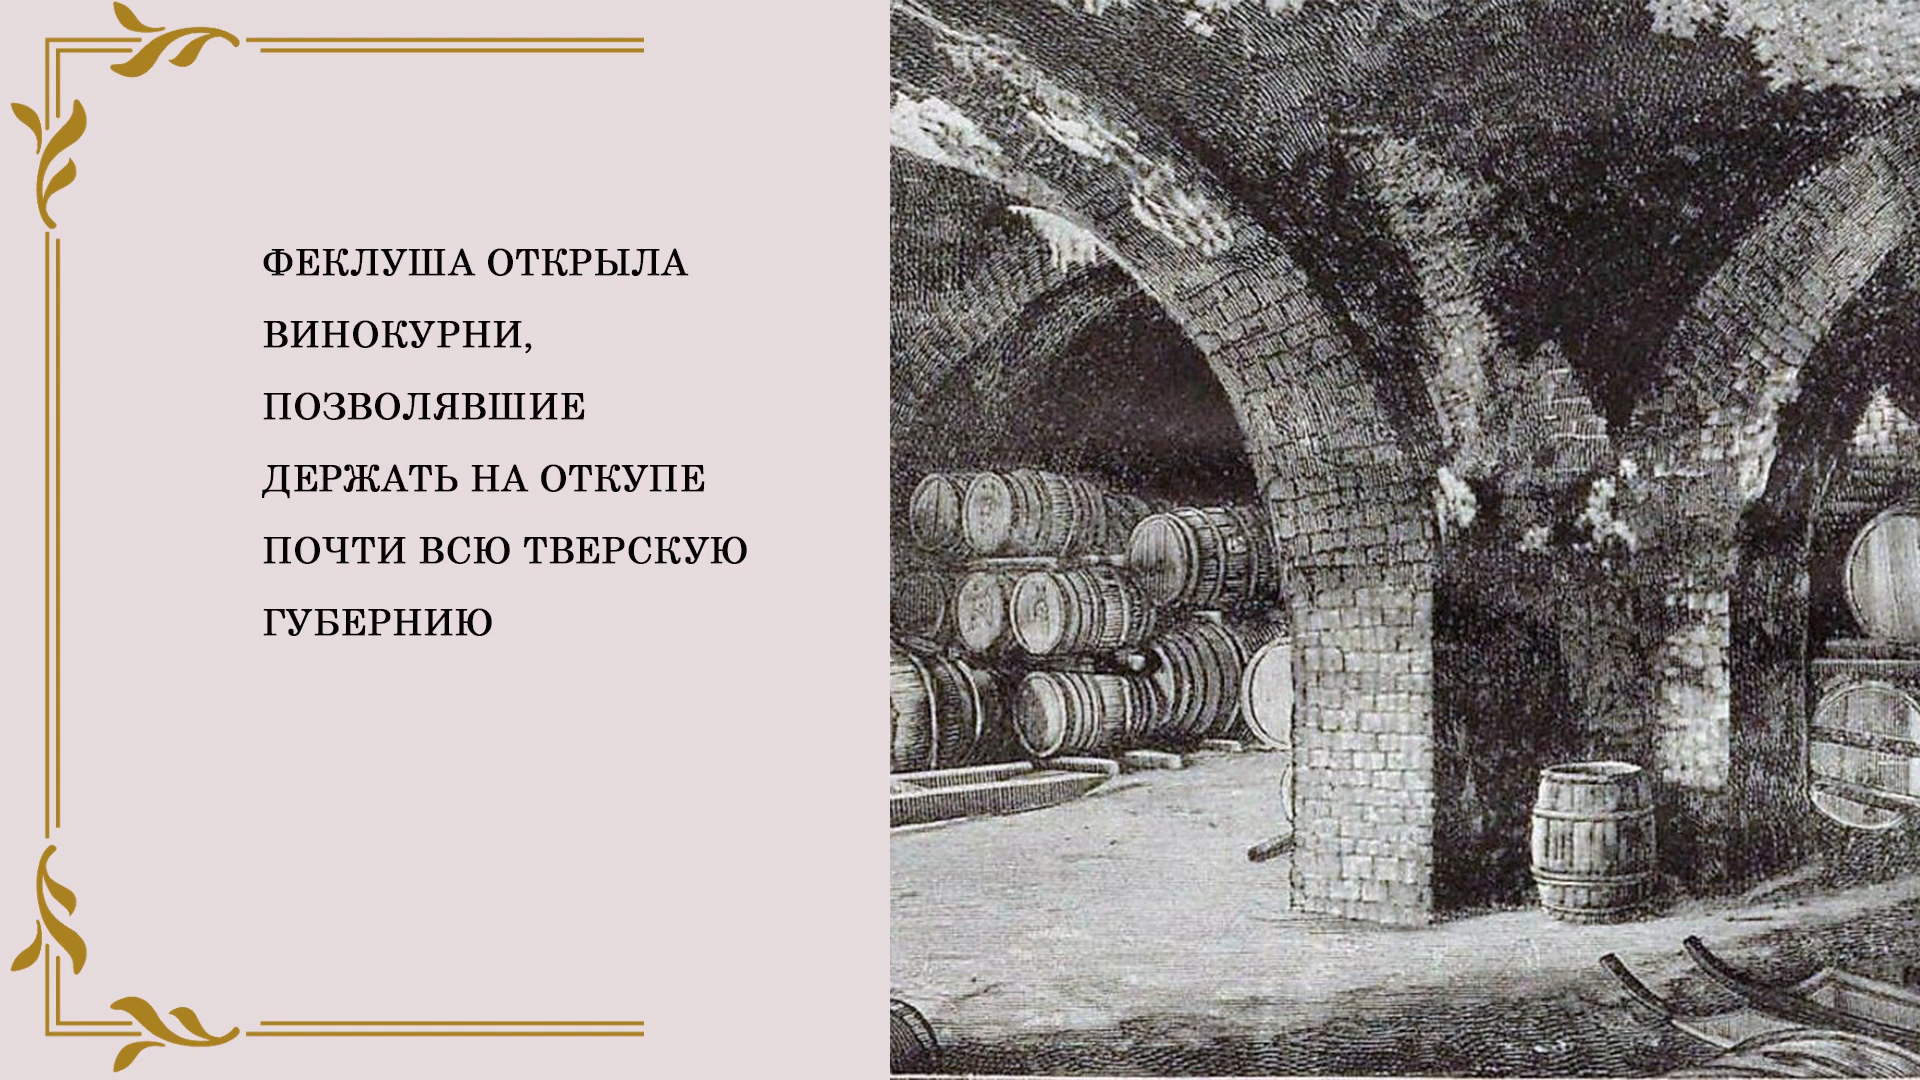 ФЕКЛУША ОТКРЫЛА
ВИНОКУРНИ,
ПОЗВОЛЯВШИЕ
ДЕРЖАТЬ НА ОТКУПЕ
ПОЧТИ ВСЮ ТВЕРСКУЮ
ГУБЕРНИЮ